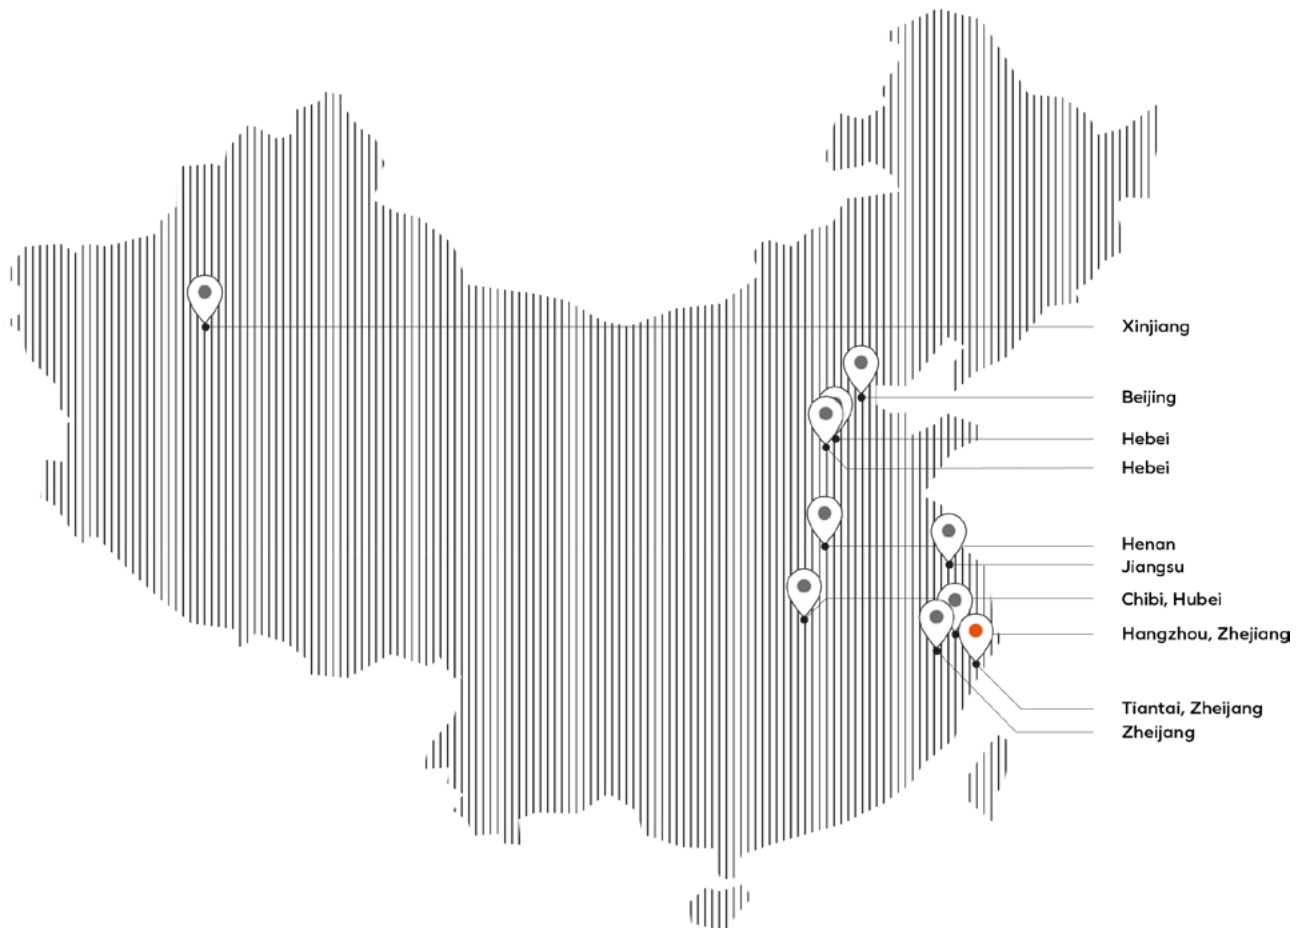 Xinjiang
Beijing
Hebei
Hebei
Henan
Jiangsu
Chibi, Hubei
Hangzhou, Zhejiang
Tiantai, Zheijang
Zheijang